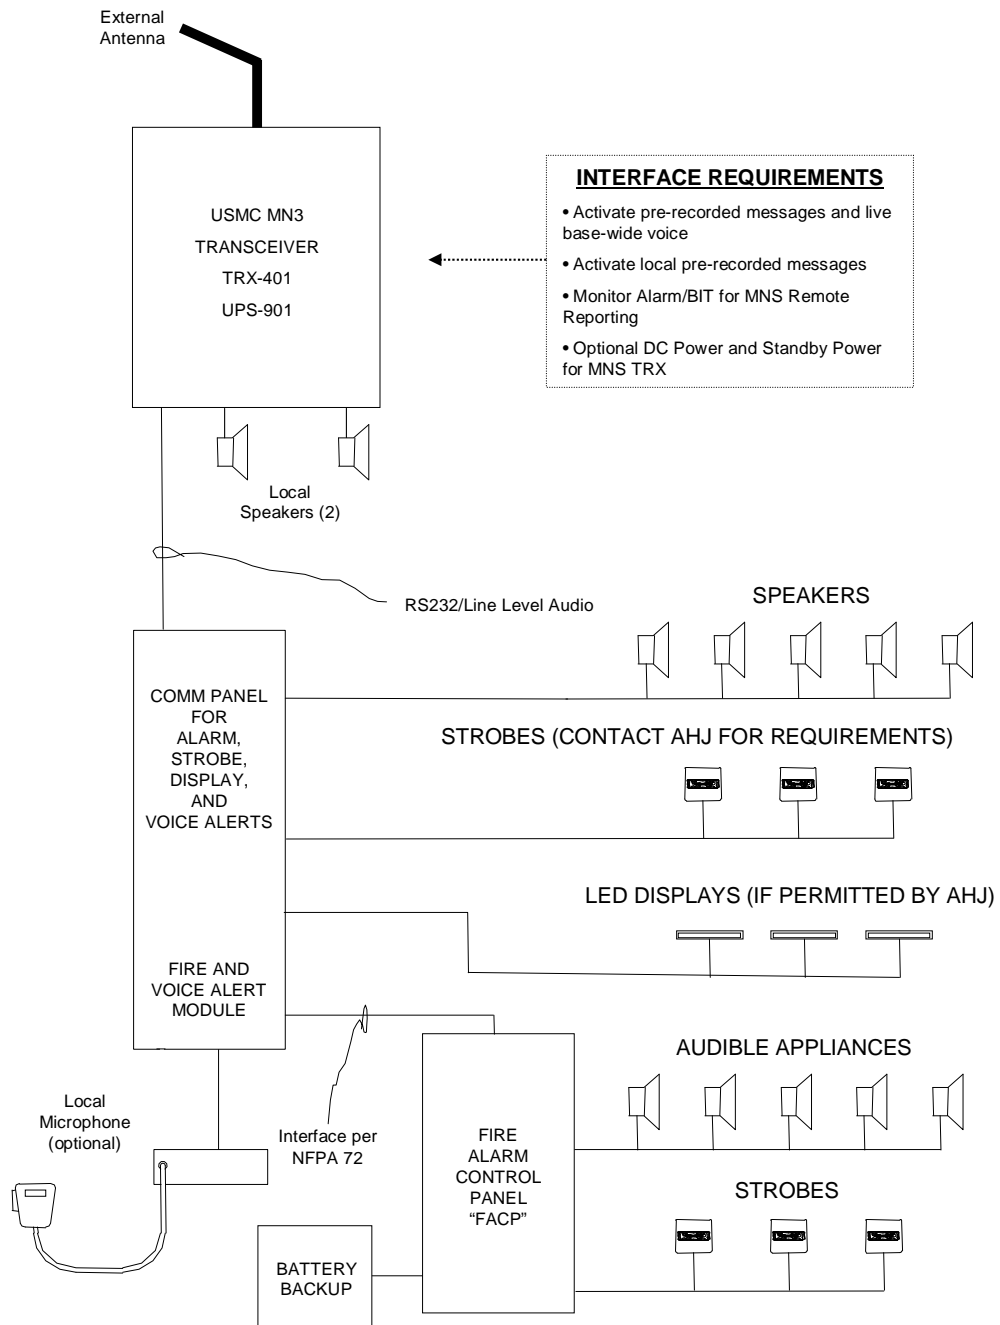 External
Antenna
USMC MN3
TRANSCEIVER
TRX-401
UPS-901
INTERFACE REQUIREMENTS
• Activate pre-recorded messages and live
base-wide voice
• Activate local pre-recorded messages
• Monitor Alarm/BIT for MNS Remote
Reporting
• Optional DC Power and Standby Power
for MNS TRX
Local
Speakers (2)
RS232/Line Level Audio
SPEAKERS
COMM PANEL
FOR
ALARM,
STROBE,
DISPLAY,
AND
VOICE ALERTS
STROBES (CONTACT AHJ FOR REQUIREMENTS)
LED DISPLAYS (IF PERMITTED BY AHJ)
FIRE AND
VOICE ALERT
MODULE
AUDIBLE APPLIANCES
Local
Microphone
(optional)
Interface per
NFPA 72
FIRE
ALARM
CONTROL
PANEL
“FACP”
STROBES
BATTERY
BACKUP